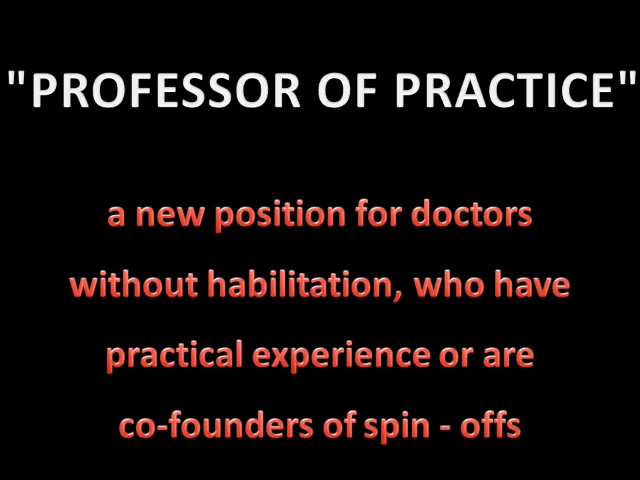 "PROFESSOR OF PRACTICE"
a new position for doctors
without habilitation, who have
practical experience or are
co-founders of spin - offs